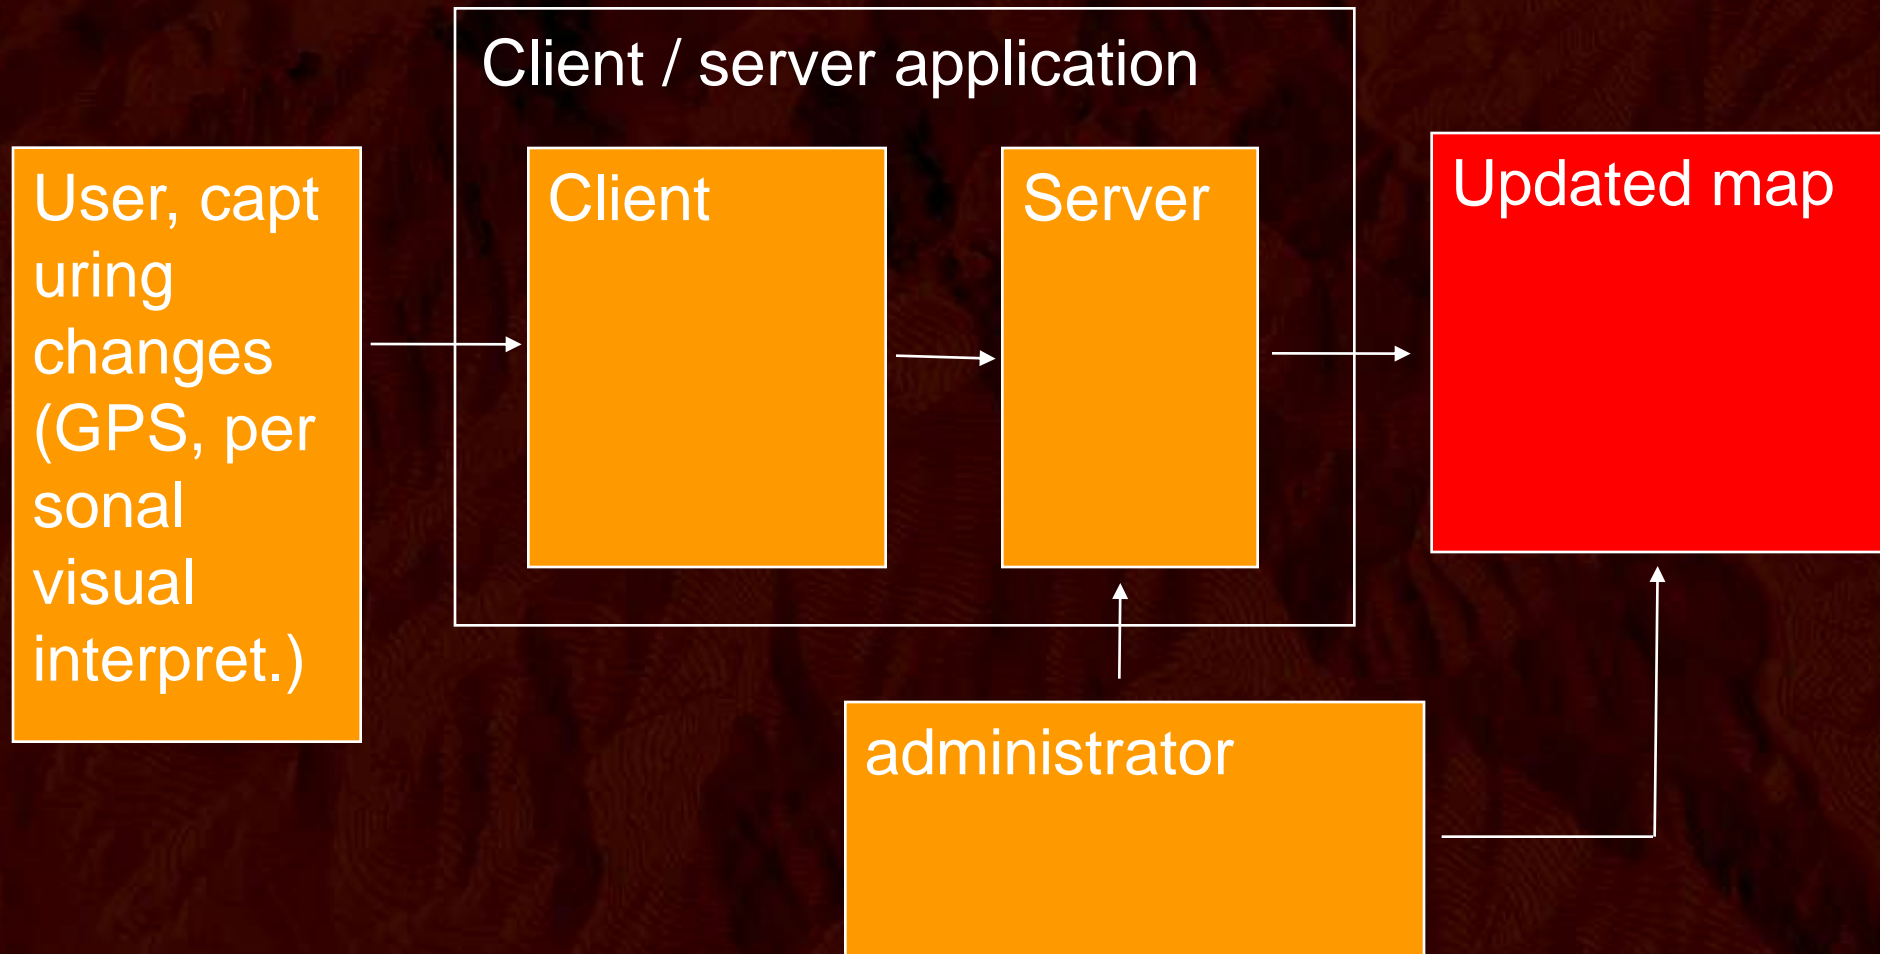 Client / server application
User, capt
uring
changes
(GPS, per
sonal
visual
interpret.)
Client
Server
Updated map
administrator